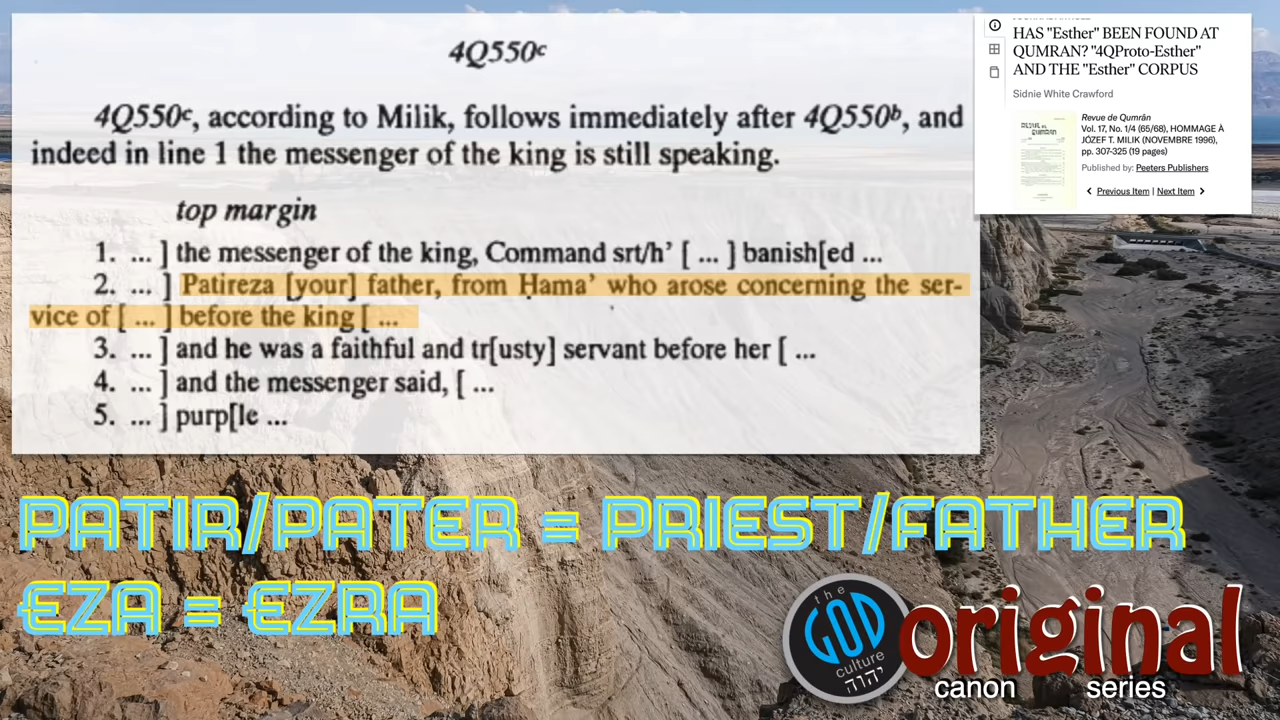 4Q550ᶜ
4Q550ᶜ, according to Milik, follows immediately after 4Q550ᵇ, and
indeed in line 1 the messenger of the king is still speaking.
top margin
1. ... ] the messenger of the king, Command srt/h' [ ... ] banish[ed ...
2. ... ] Patireza [your] father, from Ḥama' who arose concerning the ser-
vice of [ ... ] before the king [ ...
3. ... ] and he was a faithful and tr[usty] servant before her [ ...
4. ... ] and the messenger said, [ ...
5. ... ] purp[le ...
HAS "Esther" BEEN FOUND AT
QUMRAN? "4QProto-Esther"
AND THE "Esther" CORPUS
Sidnie White Crawford
Revue de Qumrân
Vol. 17, No. 1/4 (65/68), HOMMAGE À
JÓZEF T. MILIK (NOVEMBRE 1996),
pp. 307-325 (19 pages)
Published by: Peeters Publishers
Previous Item | Next Item
PATIR/PATER = PRIEST/FATHER
EZA = EZRA
the
GOD
culture
יהוה
original
canon series